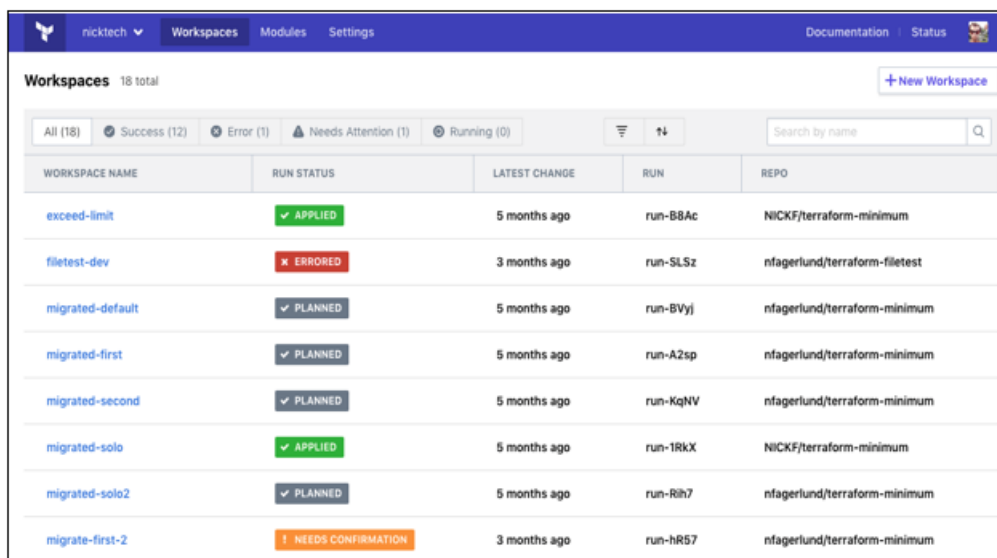 nicktech Workspaces Modules Settings Documentation Status
Workspaces 18 total + New Workspace
All (18) Success (12) Error (1) Needs Attention (1) Running (0) Search by name
WORKSPACE NAME RUN STATUS LATEST CHANGE RUN REPO
exceed-limit APPLIED 5 months ago run-B8Ac NICKF/terraform-minimum
filetest-dev ERRORED 3 months ago run-SLSz nfagerlund/terraform-filetest
migrated-default PLANNED 5 months ago run-BVyj nfagerlund/terraform-minimum
migrated-first PLANNED 5 months ago run-A2sp nfagerlund/terraform-minimum
migrated-second PLANNED 5 months ago run-KqNV nfagerlund/terraform-minimum
migrated-solo APPLIED 5 months ago run-1RkX NICKF/terraform-minimum
migrated-solo2 PLANNED 5 months ago run-Rih7 nfagerlund/terraform-minimum
migrate-first-2 ! NEEDS CONFIRMATION 3 months ago run-hR57 nfagerlund/terraform-minimum